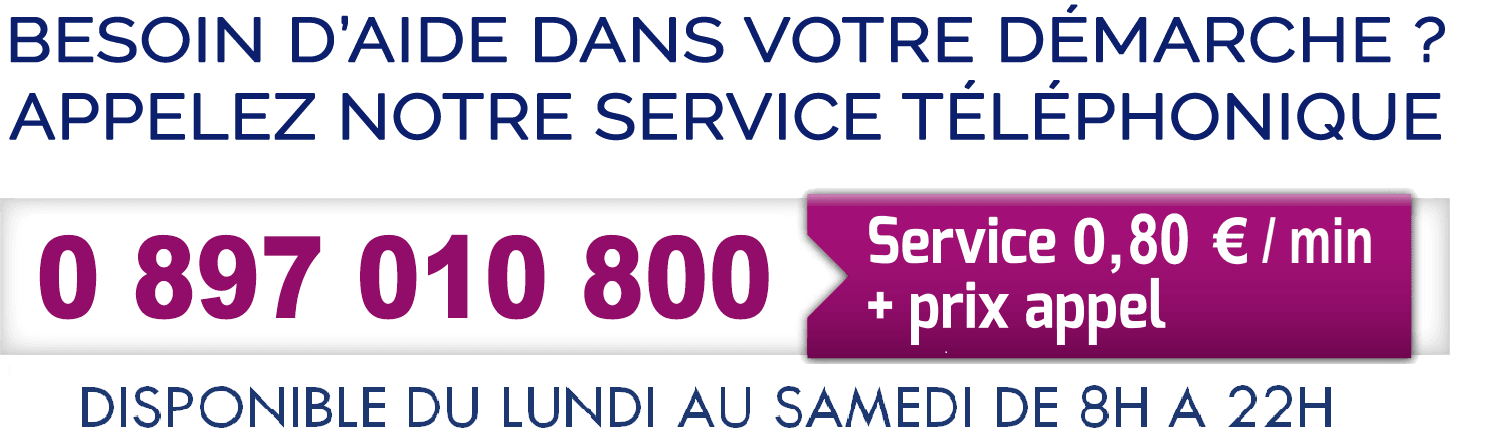 BESOIN D'AIDE DANS VOTRE DÉMARCHE ?
APPELEZ NOTRE SERVICE TÉLÉPHONIQUE
0 897 010 800
Service 0,80 € / min
+ prix appel
DISPONIBLE DU LUNDI AU SAMEDI DE 8H A 22H